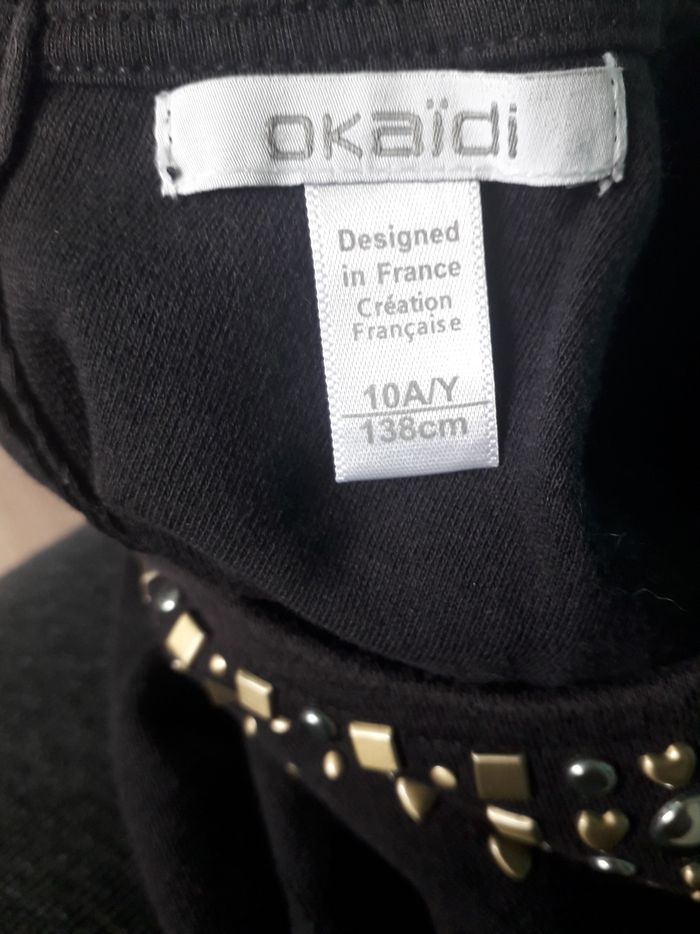 okaïdi
Designed
in France
Création
Française
10A/Y
138cm